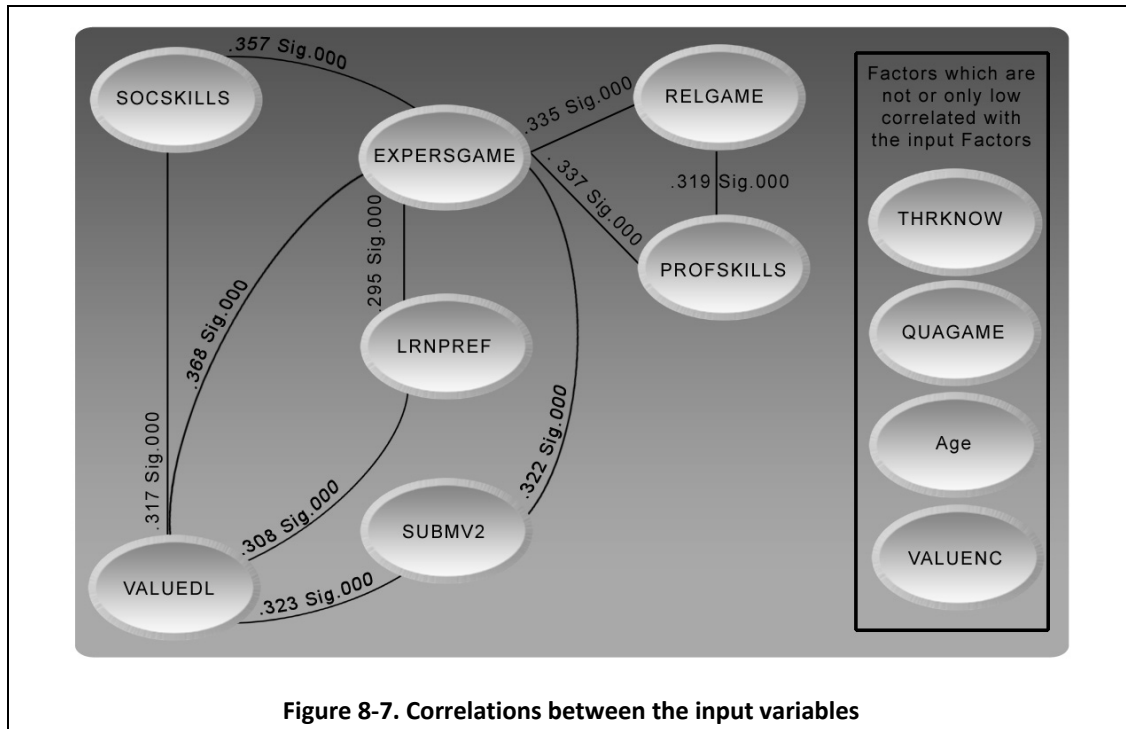 .357 Sig.000
SOCSKILLS
RELGAME
.335 Sig.000
EXPERSGAME
.337 Sig.000
.319 Sig.000
PROFSKILLS
.295 Sig.000
.368 Sig.000
LRNPREF
.317 Sig.000
.308 Sig.000
.322 Sig.000
SUBMV2
VALUEDL
.323 Sig.000
Factors which are
not or only low
correlated with
the input Factors
THRKNOW
QUAGAME
Age
VALUENC
Figure 8-7. Correlations between the input variables